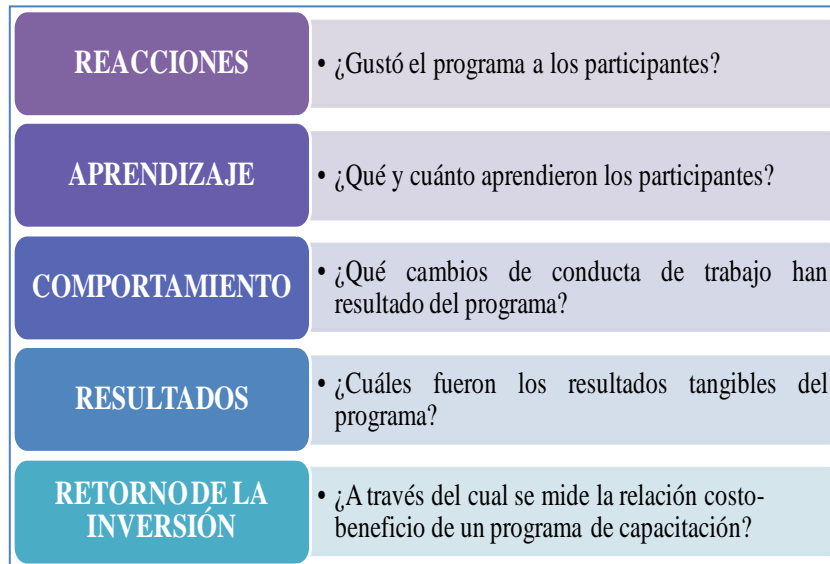 REACCIONES
• ¿Gustó el programa a los participantes?
APRENDIZAJE
• ¿Qué y cuánto aprendieron los participantes?
COMPORTAMIENTO
• ¿Qué cambios de conducta de trabajo han
resultado del programa?
RESULTADOS
• ¿Cuáles fueron los resultados tangibles del
programa?
RETORNO DE LA
INVERSIÓN
• ¿A través del cual se mide la relación costo-
beneficio de un programa de capacitación?